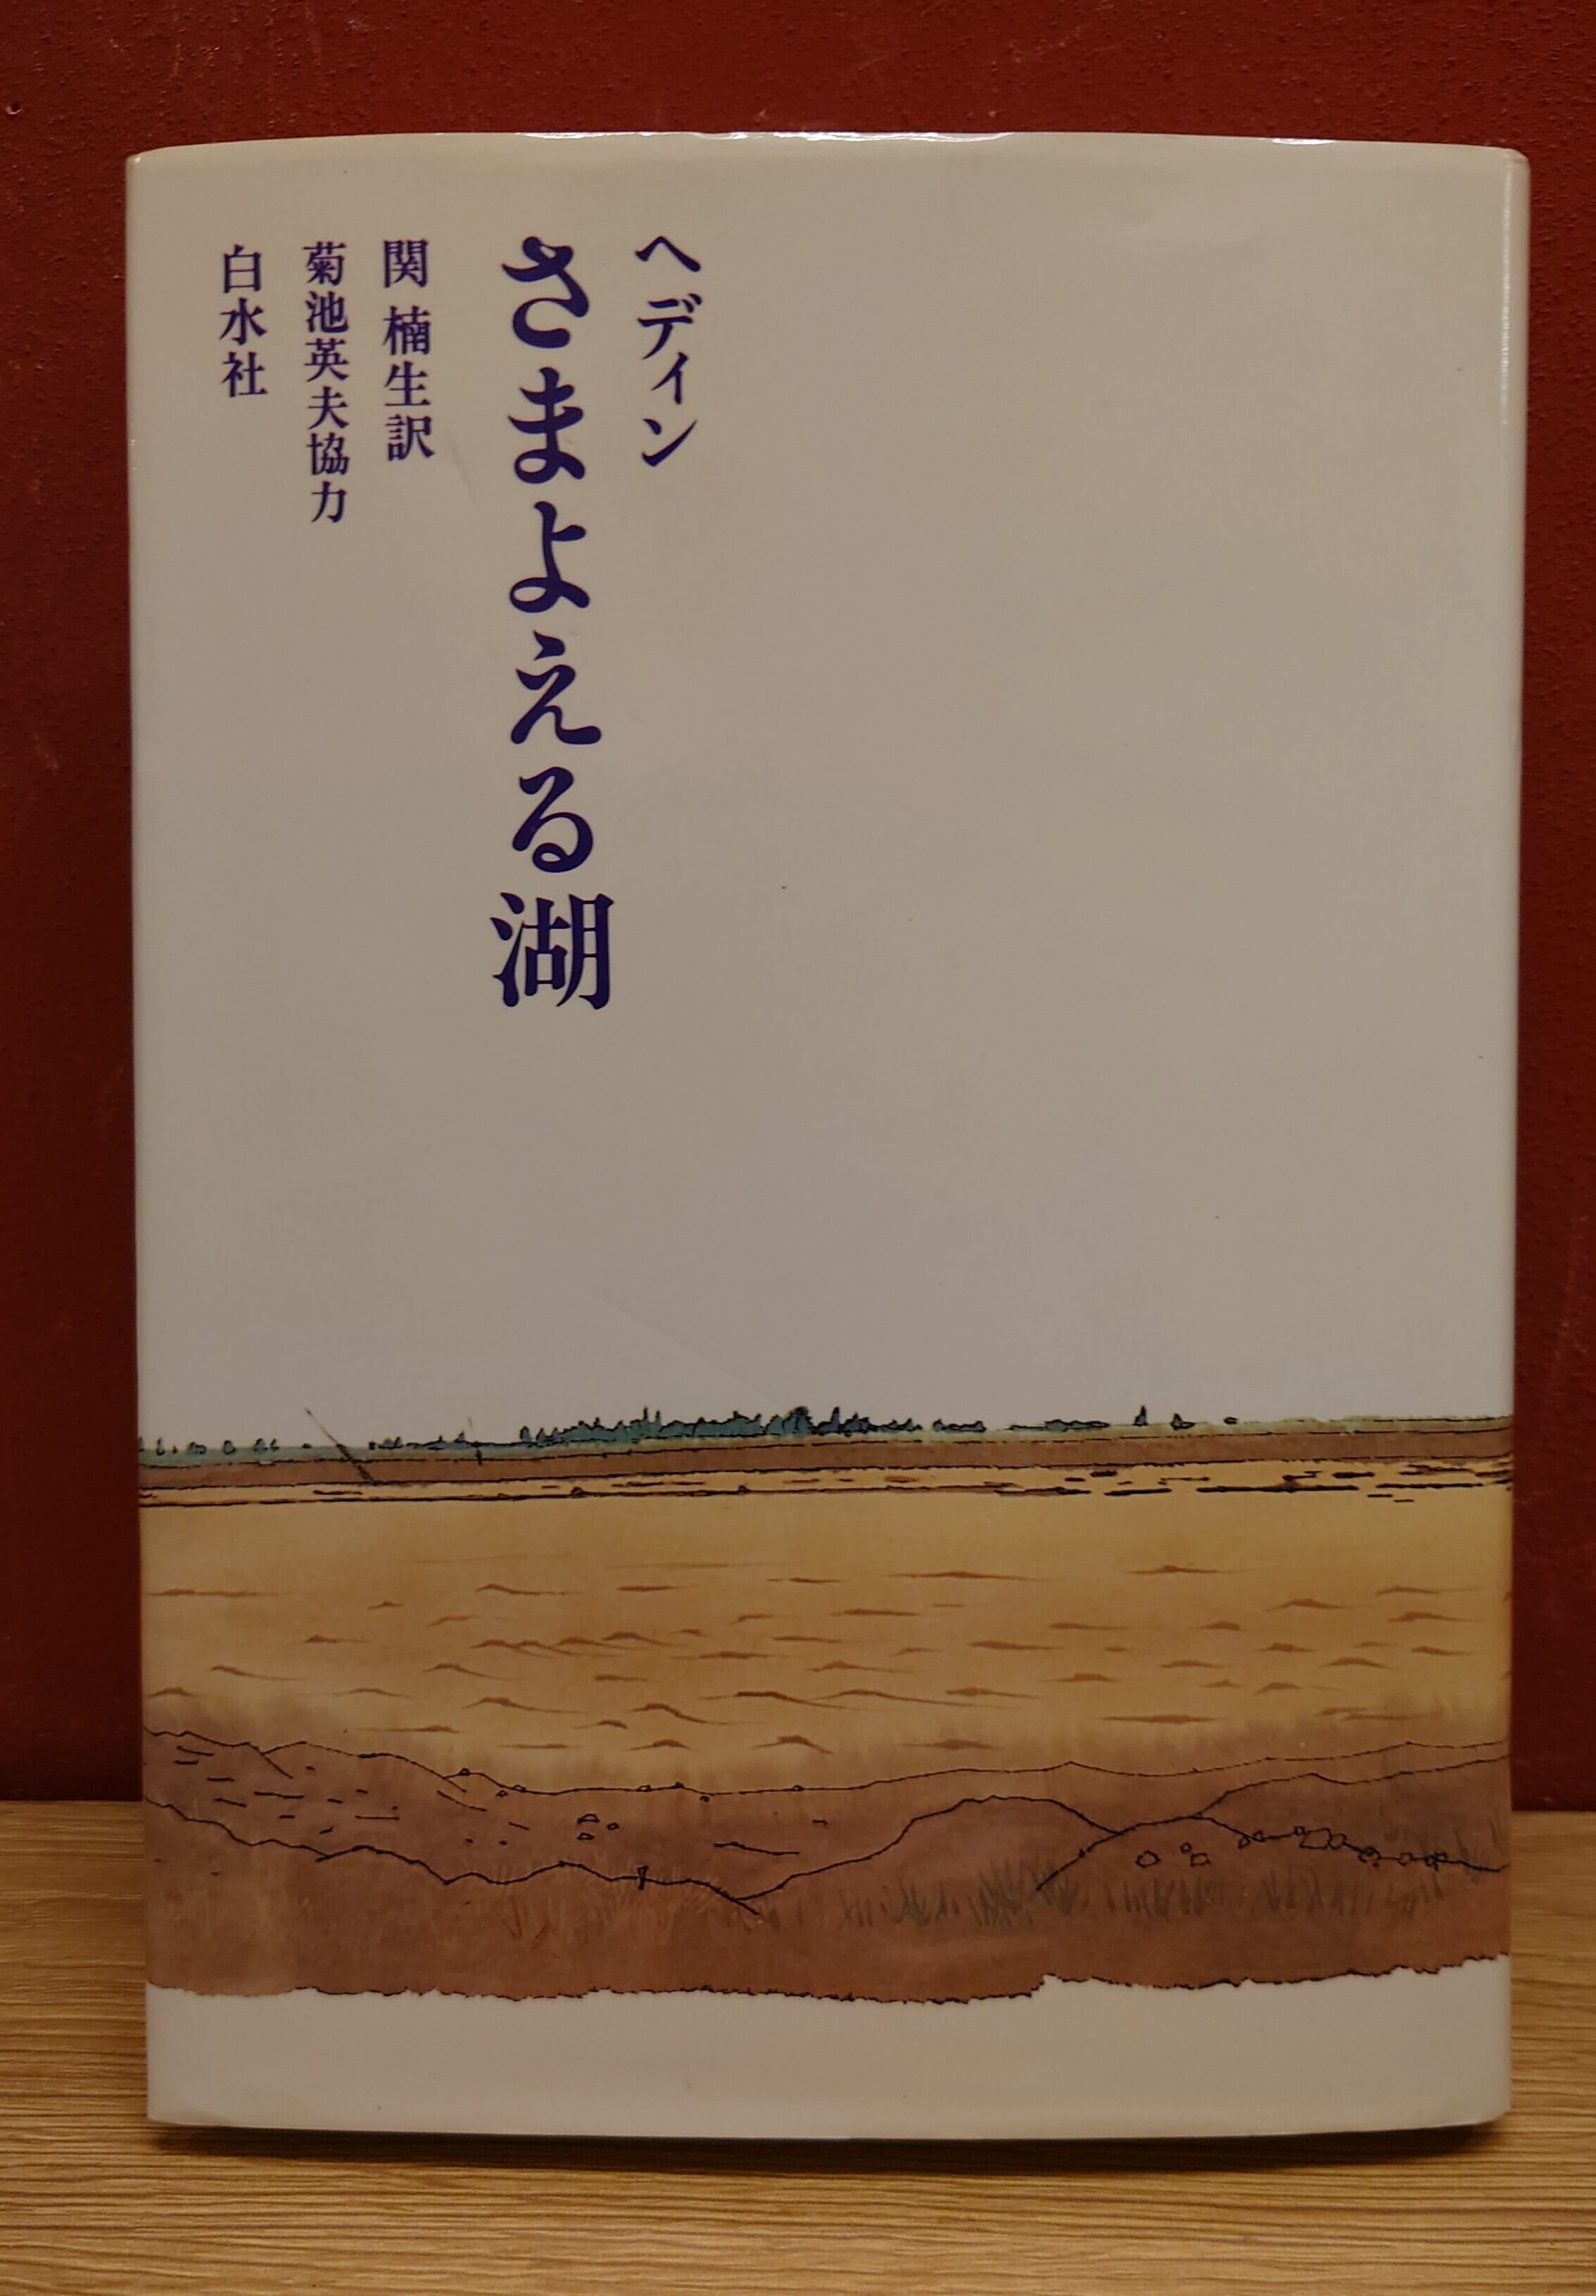 ヘディン
さまよえる湖
関 楠生訳
菊池英夫協力
白水社